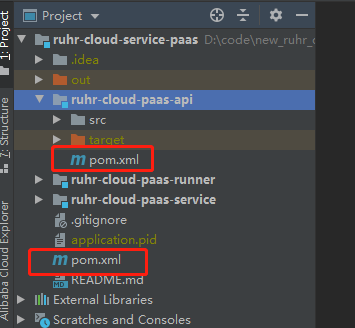 1: Project
7: Structure
Alibaba Cloud Explorer
Project
ruhr-cloud-service-paas D:\code\new_ruhr_c
.idea
out
ruhr-cloud-paas-api
src
target
m pom.xml
ruhr-cloud-paas-runner
ruhr-cloud-paas-service
.gitignore
application.pid
m pom.xml
README.md
External Libraries
Scratches and Consoles